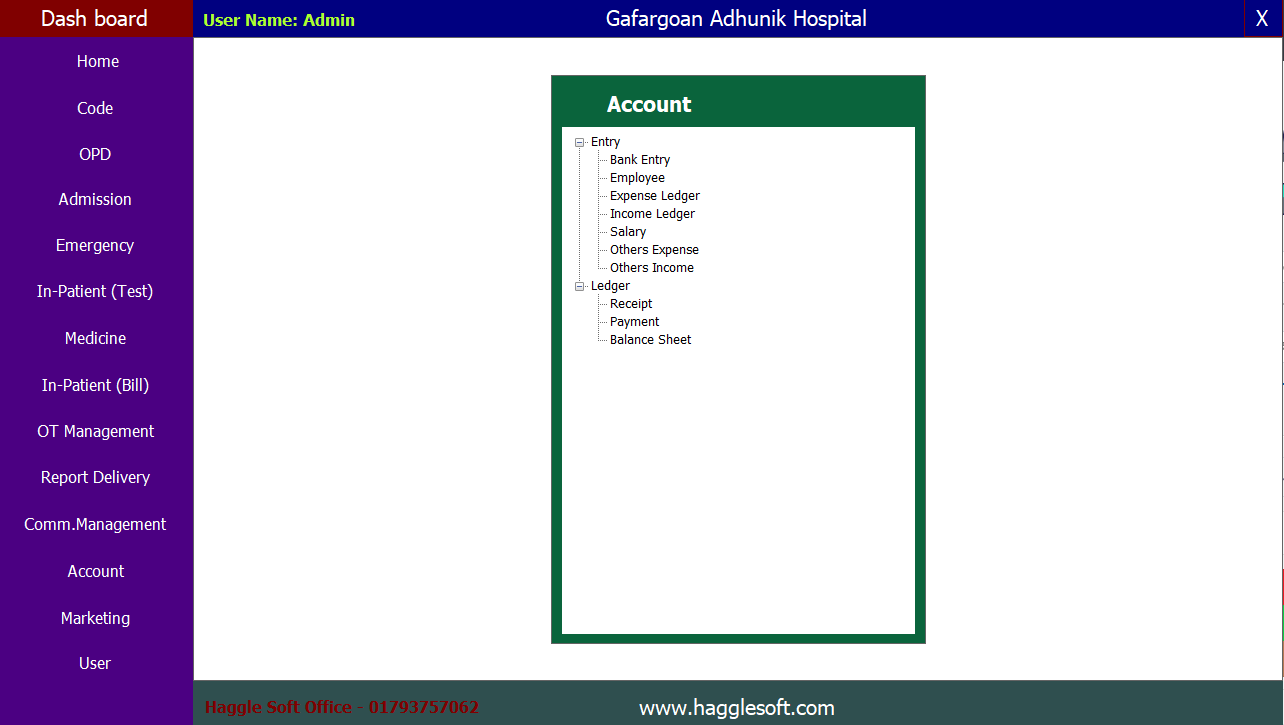 Dash board
User Name: Admin
Gafargoan Adhunik Hospital
X
Home
Code
OPD
Admission
Emergency
In-Patient (Test)
Medicine
In-Patient (Bill)
OT Management
Report Delivery
Comm.Management
Account
Marketing
User
Account
Entry
Bank Entry
Employee
Expense Ledger
Income Ledger
Salary
Others Expense
Others Income
Ledger
Receipt
Payment
Balance Sheet
Haggle Soft Office - 01793757062
www.hagglesoft.com